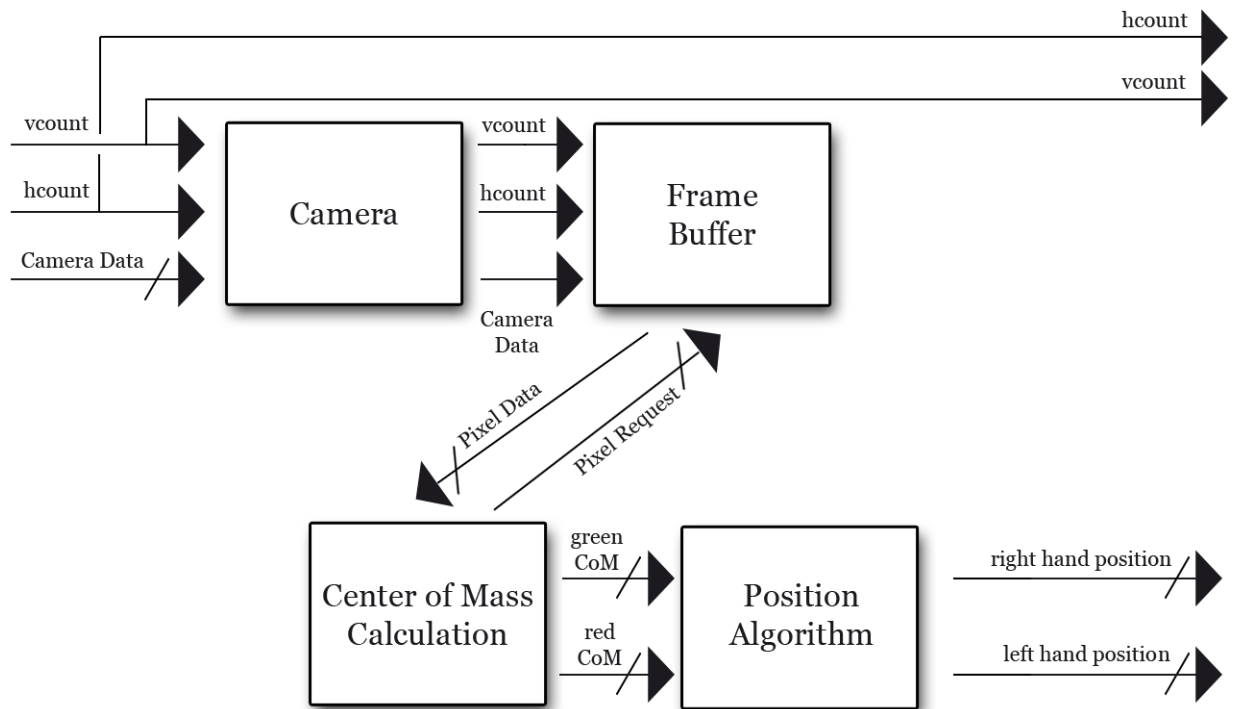 hcount
vcount
vcount
hcount
Camera Data
Camera
vcount
hcount
Camera
Data
Frame
Buffer
Pixel Data
Pixel Request
Center of Mass
Calculation
green
CoM
red
CoM
Position
Algorithm
right hand position
left hand position